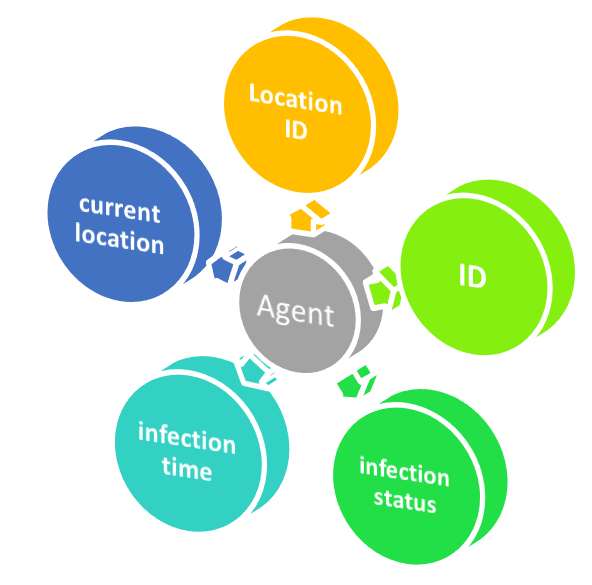 Location
ID
current
location
ID
Agent
infection
time
infection
status